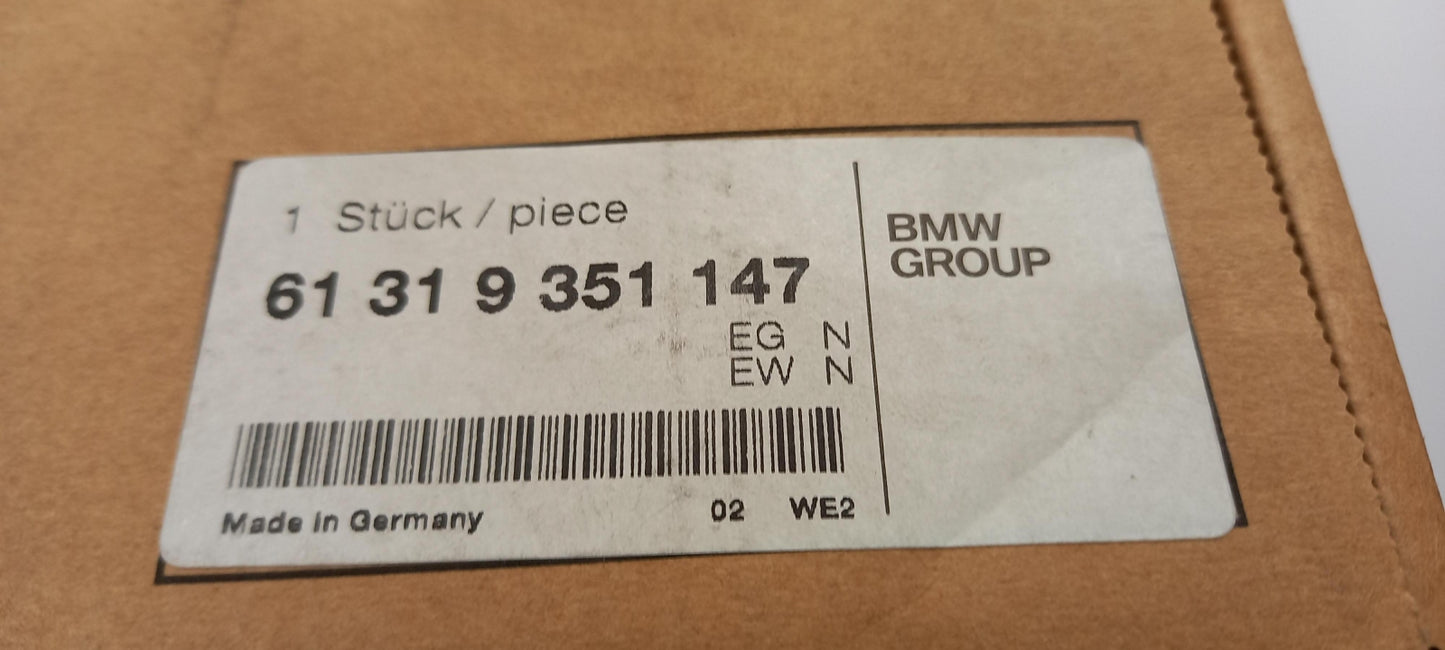 1 Stück / piece
61 31 9 351 147
EG N
EW N
Made in Germany
02 WE2
BMW
GROUP